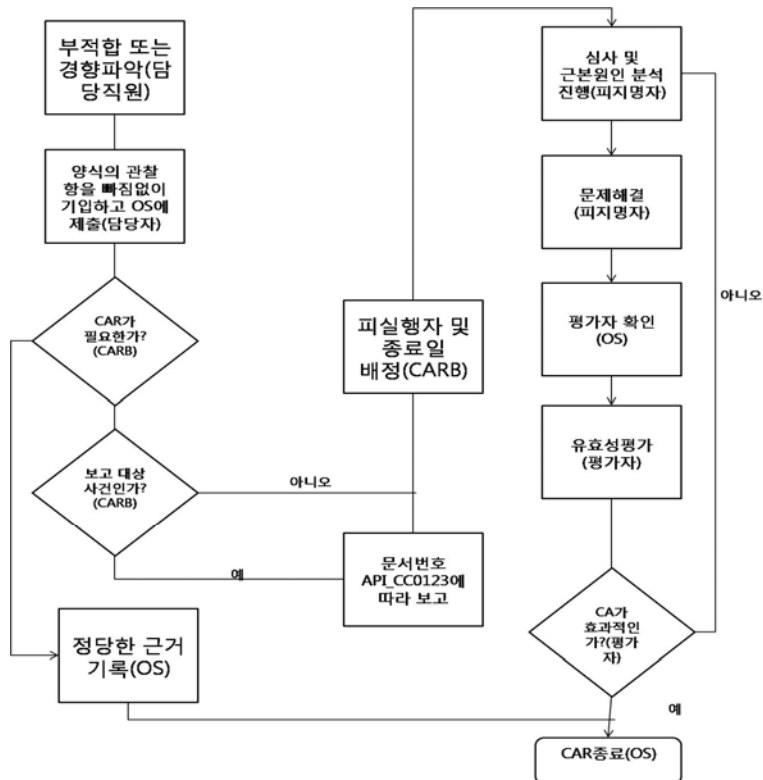 부적합 또는
경향파악(담
당직원)
양식의 관찰
항을 빠짐없이
기입하고 OS에
제출(담당자)
CAR가
필요한가?
(CARB)
보고 대상
사건인가?
(CARB)
아니오
예
정당한 근거
기록(OS)
피실행자 및
종료일
배정(CARB)
문서번호
API_CC0123에
따라 보고
심사 및
근본원인 분석
진행(피지명자)
문제해결
(피지명자)
평가자 확인
(OS)
유효성평가
(평가자)
아니오
CA가
효과적인
가?(평가
자)
예
CAR종료(OS)